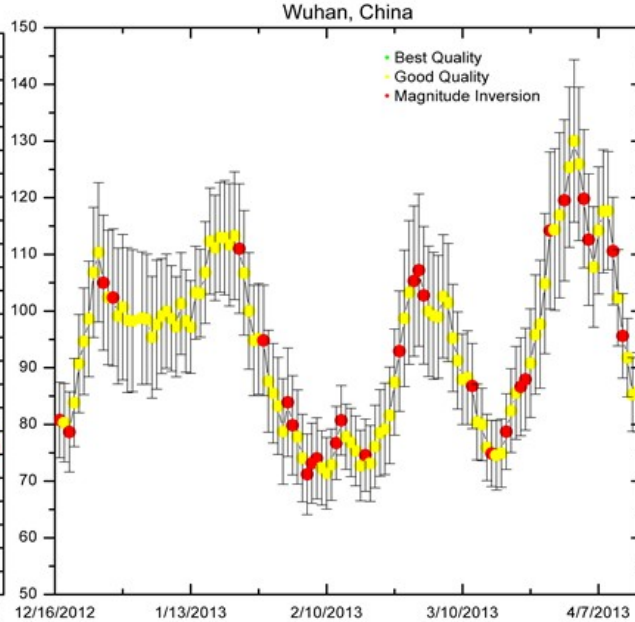 Wuhan, China
150
Best Quality
Good Quality
Magnitude Inversion
140
130
120
110
100
90
80
70
60
50
12/16/2012 1/13/2013 2/10/2013 3/10/2013 4/7/2013